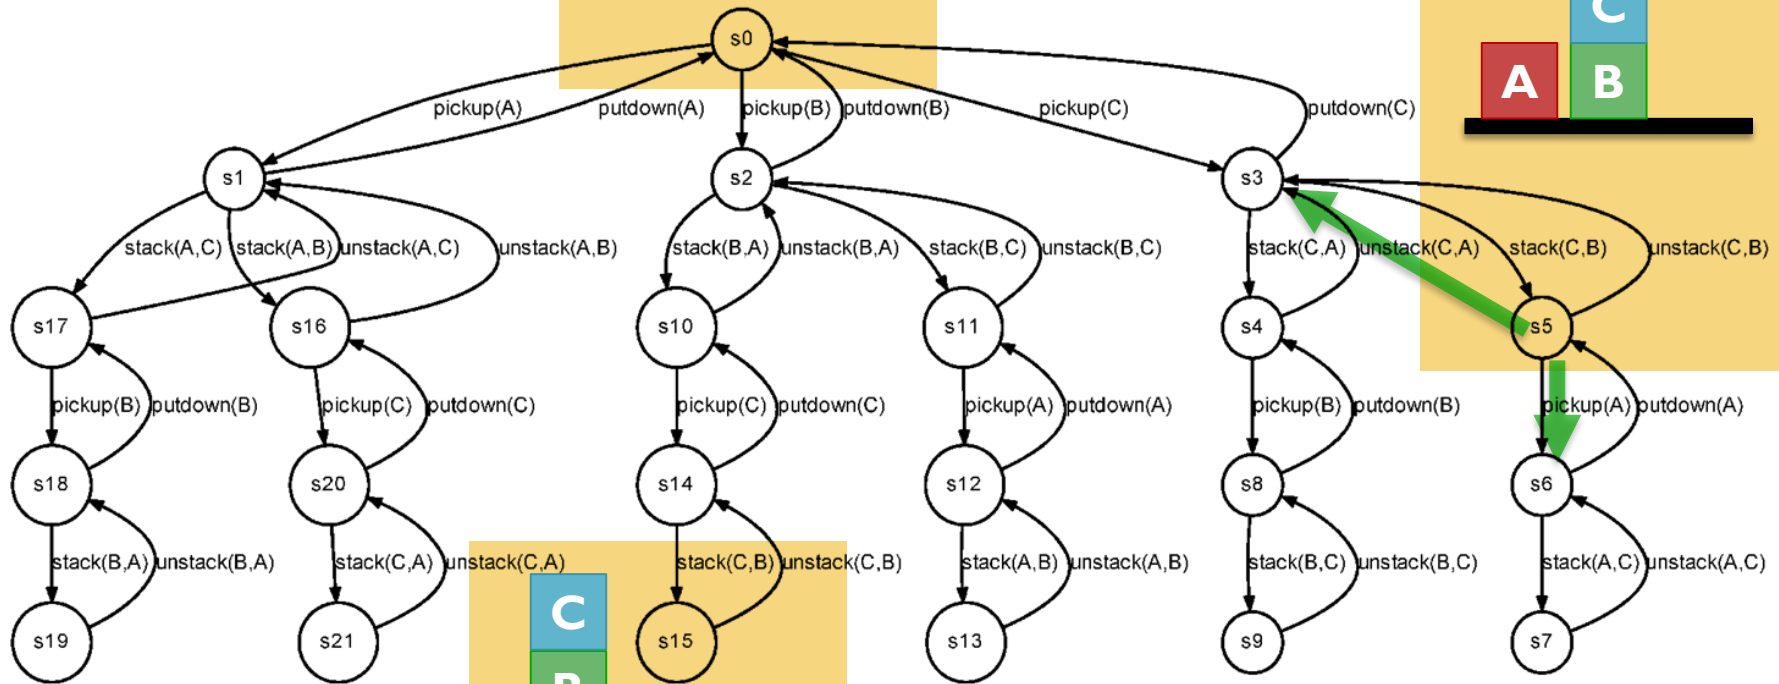 s0
C
A B
pickup(A) putdown(A) pickup(B) putdown(B) pickup(C) putdown(C)
s1 s2 s3
stack(A,C) stack(A,B) unstack(A,C) unstack(A,B) stack(B,A) unstack(B,A) stack(B,C) unstack(B,C) stack(C,A) unstack(C,A) stack(C,B) unstack(C,B)
s17 s16 s10 s11 s4 s5
pickup(B) putdown(B) pickup(C) putdown(C) pickup(C) putdown(C) pickup(A) putdown(A) pickup(B) putdown(B) pickup(A) putdown(A)
s18 s20 s14 s12 s8 s6
stack(B,A) unstack(B,A) stack(C,A) unstack(C,A) stack(C,B) unstack(C,B) stack(A,B) unstack(A,B) stack(B,C) unstack(B,C) stack(A,C) unstack(A,C)
C
s19 s21 s15 s13 s9 s7
B